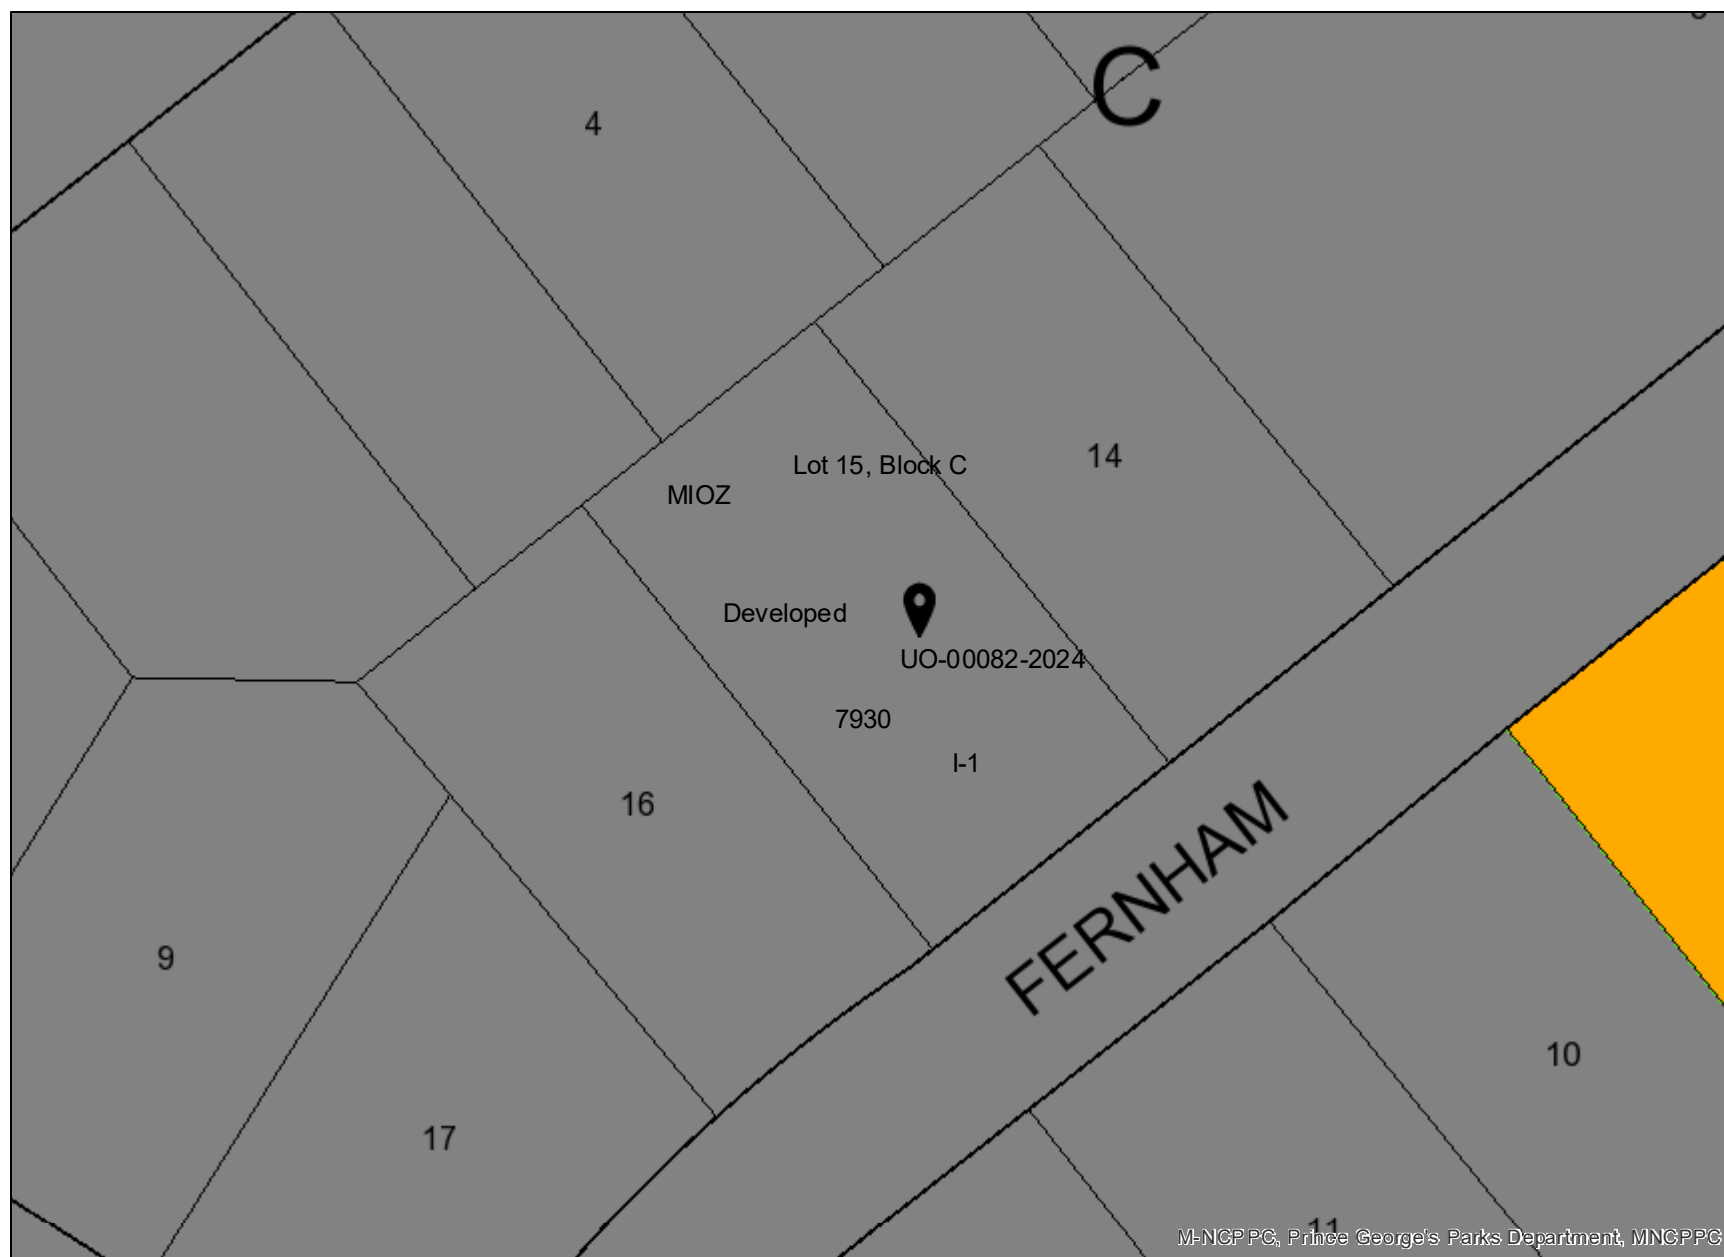 C
4
14
Lot 15, Block C
MIOZ
Developed
UO-00082-2024
7930
I-1
16
FERNHAM
9
10
17
11
M-NCPPC, Prince George's Parks Department, MNCPPC